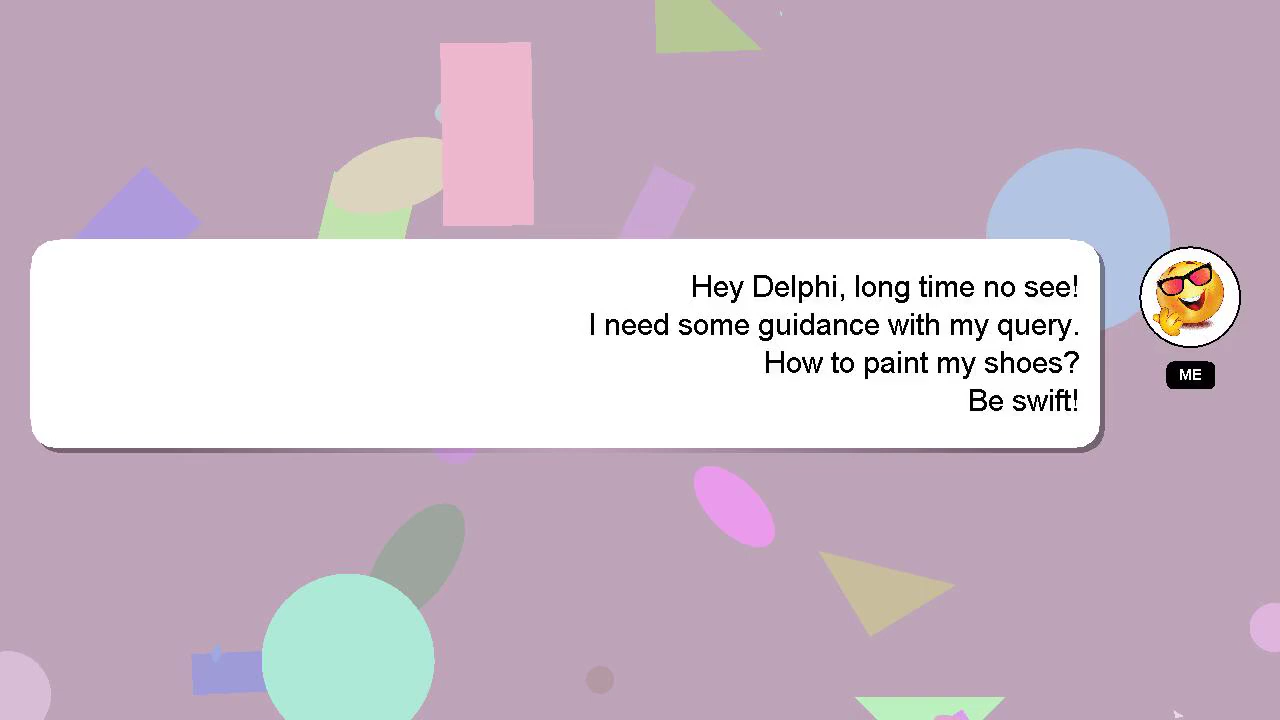 Hey Delphi, long time no see!
I need some guidance with my query.
How to paint my shoes?
Be swift!
ME